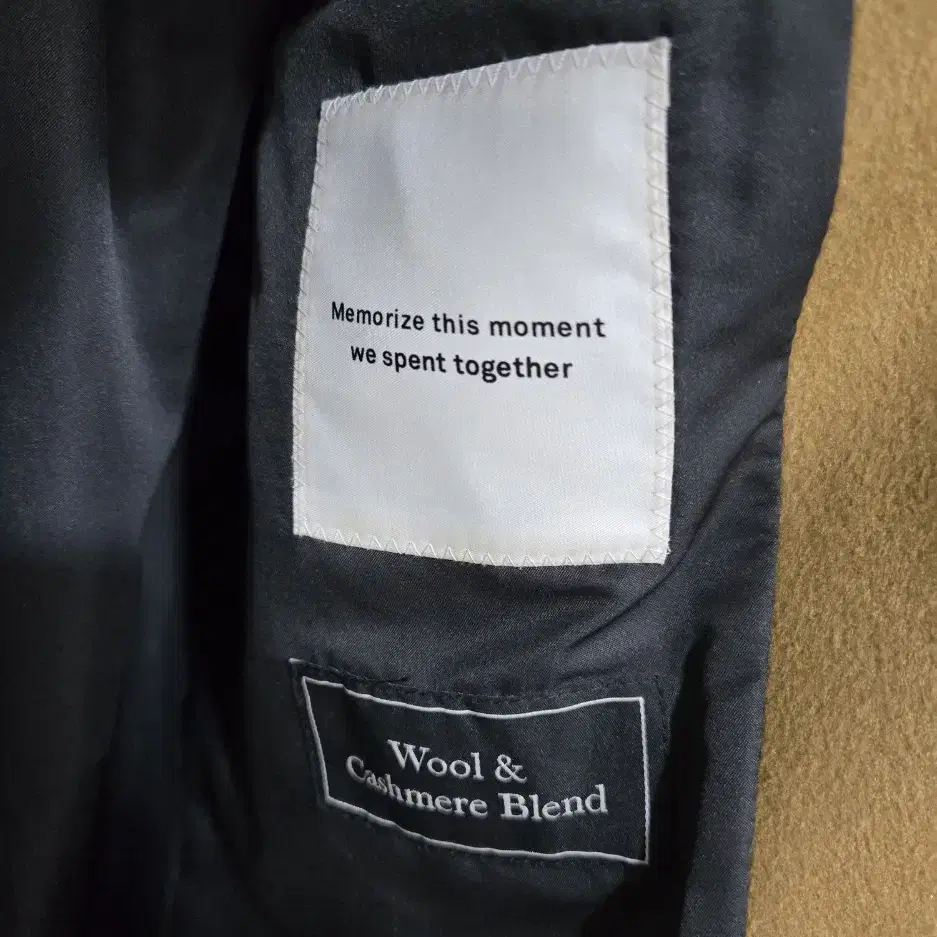 Memorize this moment
we spent together
Wool &
Cashmere Blend